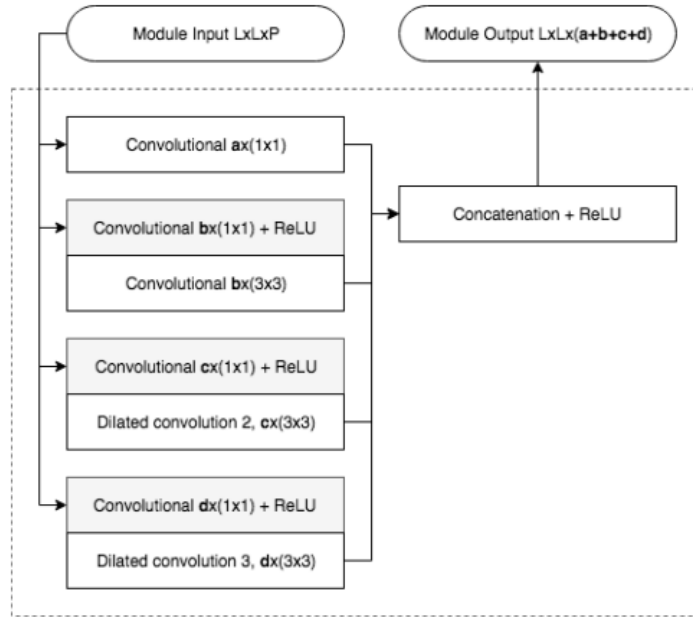 Module Input LxLxP
Module Output LxLx(a+b+c+d)
Convolutional ax(1x1)
Convolutional bx(1x1) + ReLU
Convolutional bx(3x3)
Concatenation + ReLU
Convolutional cx(1x1) + ReLU
Dilated convolution 2, cx(3x3)
Convolutional dx(1x1) + ReLU
Dilated convolution 3, dx(3x3)